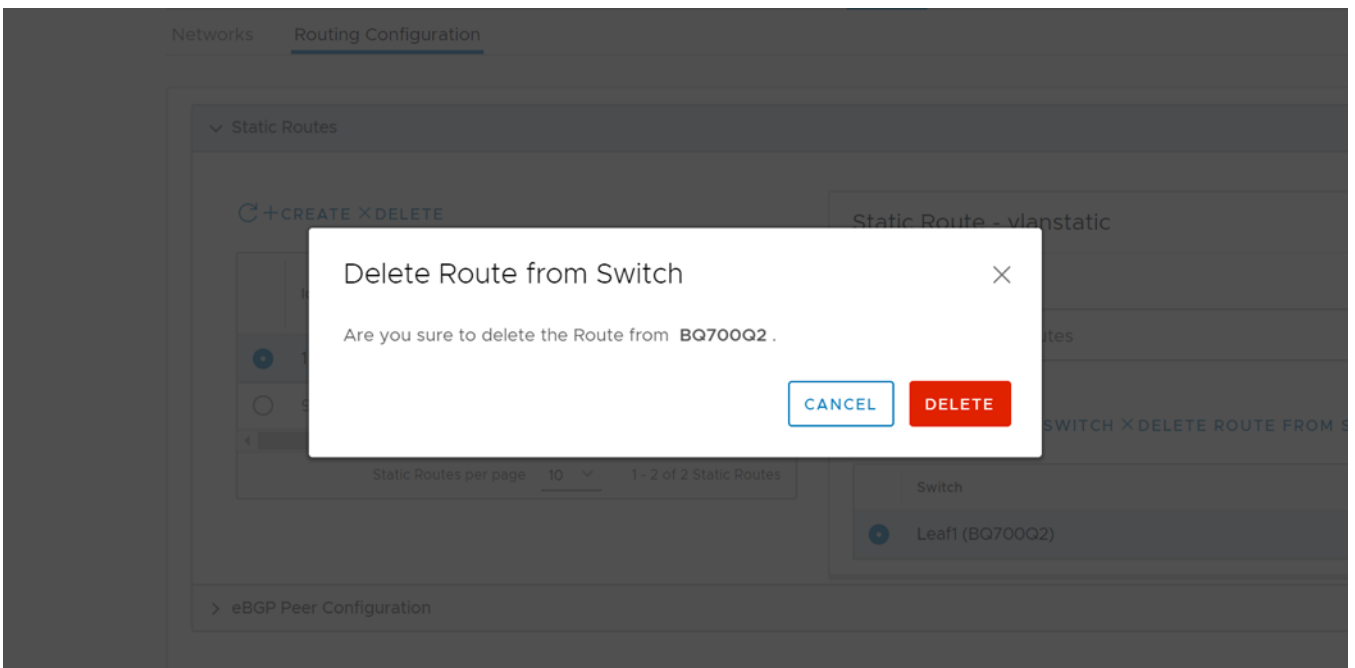 Networks Routing Configuration
Static Routes
CREATE DELETE
Static Route - vlanstatic
Delete Route from Switch
Are you sure to delete the Route from BQ700Q2 .
CANCEL DELETE
SWITCH DELETE ROUTE FROM S
Static Routes per page 10 1 - 2 of 2 Static Routes
Switch
Leaf1 (BQ700Q2)
eBGP Peer Configuration